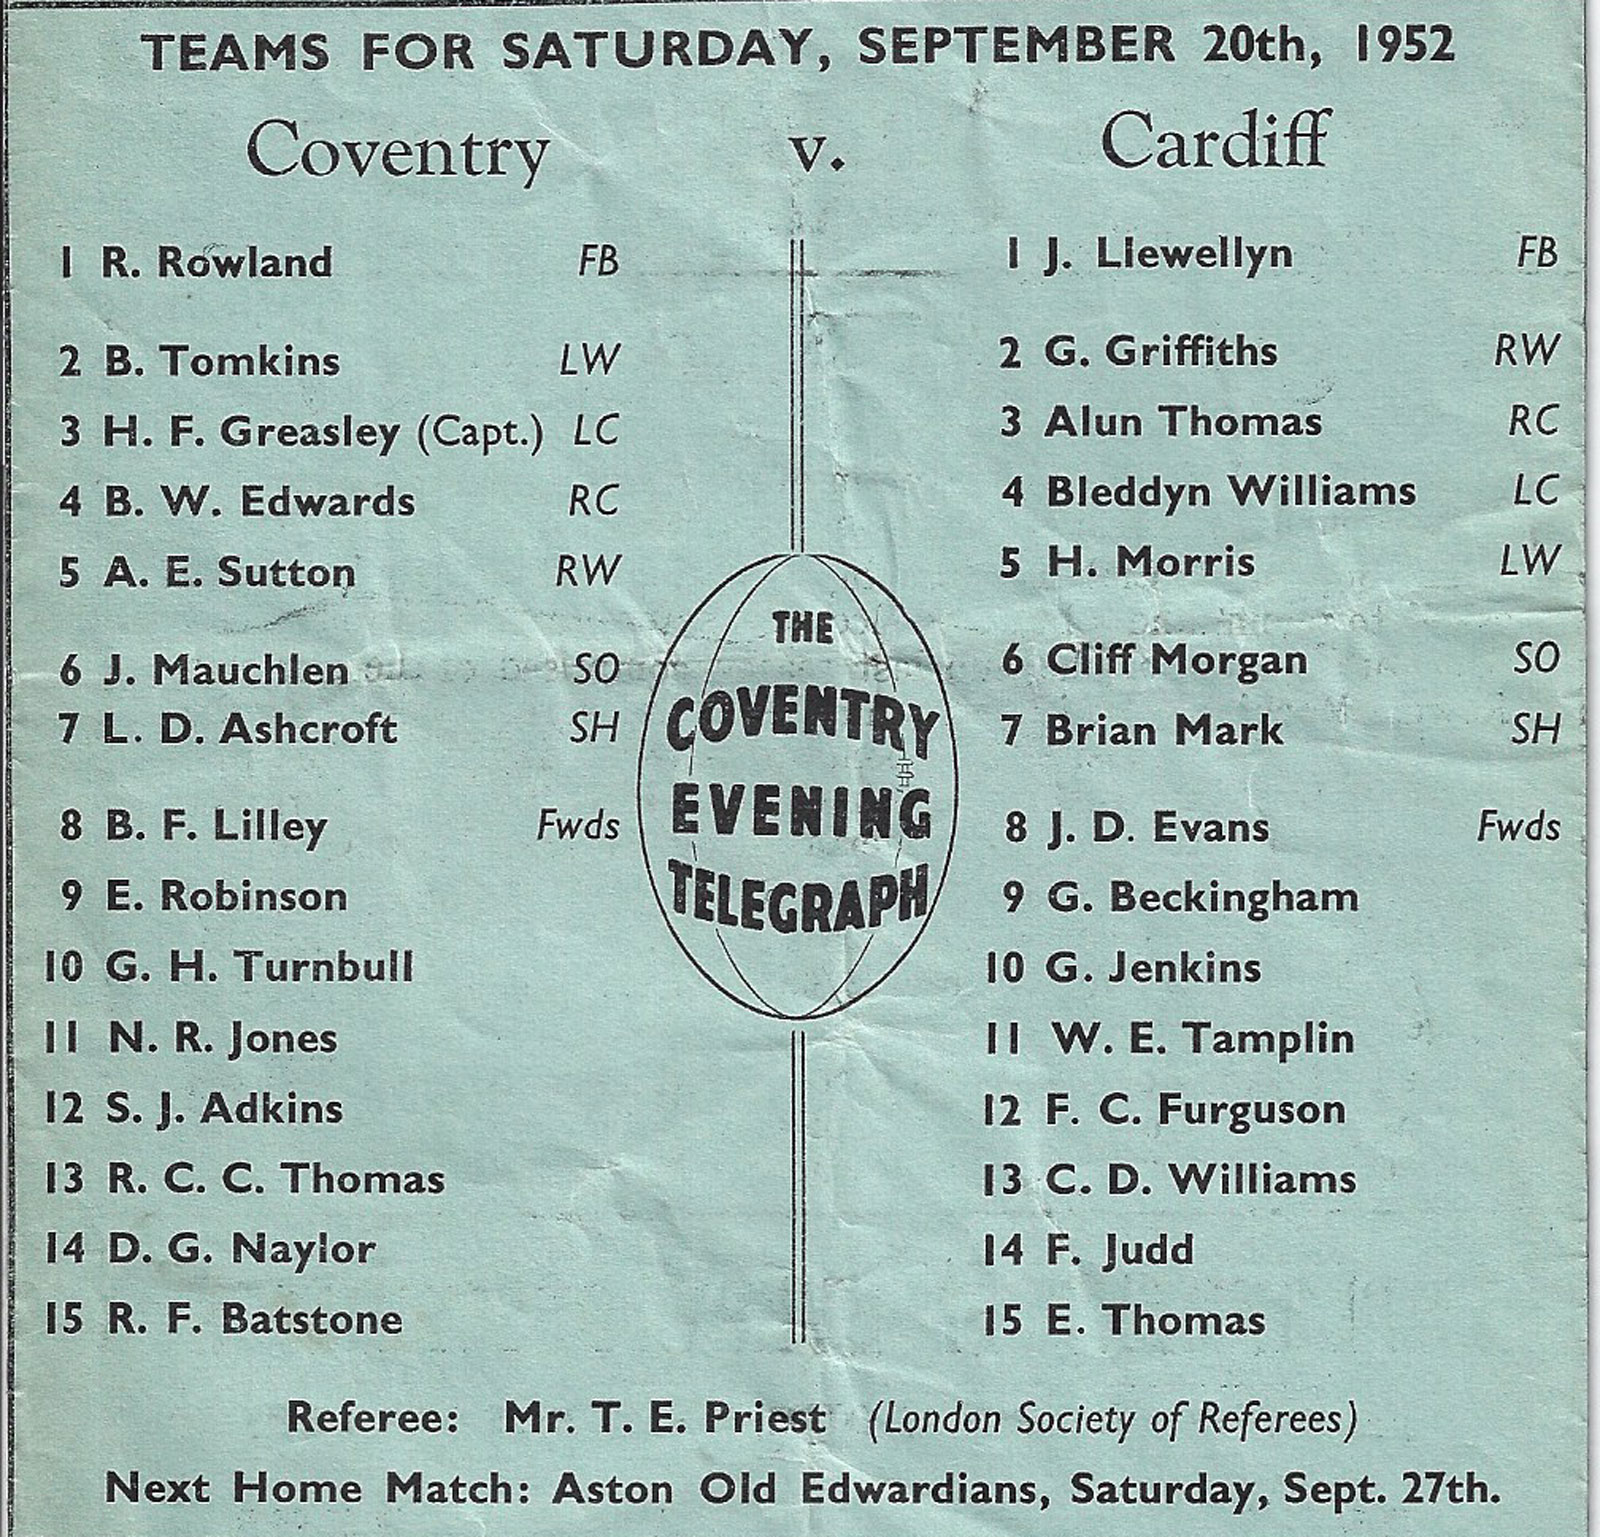 TEAMS FOR SATURDAY, SEPTEMBER 20th, 1952
Coventry v. Cardiff
1 R. Rowland FB
2 B. Tomkins LW
3 H. F. Greasley (Capt.) LC
4 B. W. Edwards RC
5 A. E. Sutton RW
6 J. Mauchlen SO
7 L. D. Ashcroft SH
8 B. F. Lilley Fwds
9 E. Robinson
10 G. H. Turnbull
11 N. R. Jones
12 S. J. Adkins
13 R. C. C. Thomas
14 D. G. Naylor
15 R. F. Batstone
THE
COVENTRY
EVENING
TELEGRAPH
1 J. Llewellyn FB
2 G. Griffiths RW
3 Alun Thomas RC
4 Bleddyn Williams LC
5 H. Morris LW
6 Cliff Morgan SO
7 Brian Mark SH
8 J. D. Evans Fwds
9 G. Beckingham
10 G. Jenkins
11 W. E. Tamplin
12 F. C. Furguson
13 C. D. Williams
14 F. Judd
15 E. Thomas
Referee: Mr. T. E. Priest (London Society of Referees)
Next Home Match: Aston Old Edwardians, Saturday, Sept. 27th.